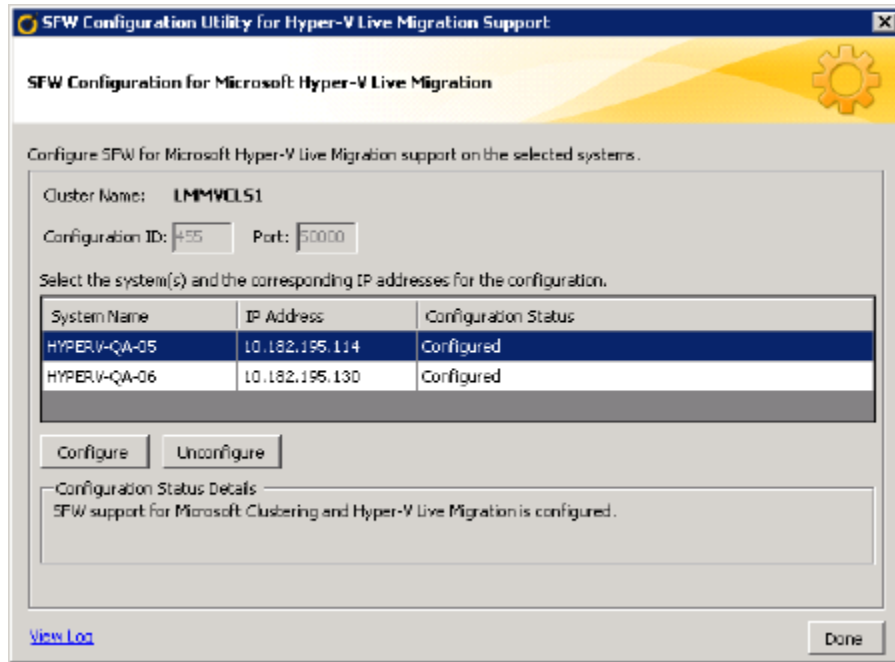 SFW Configuration Utility for Hyper-V Live Migration Support
SFW Configuration for Microsoft Hyper-V Live Migration
Configure SFW for Microsoft Hyper-V Live Migration support on the selected systems.
Cluster Name: LMMVCLS1
Configuration ID: 455 Port: 50000
Select the system(s) and the corresponding IP addresses for the configuration.
System Name IP Address Configuration Status
HYPERV-QA-05 10.182.195.114 Configured
HYPERV-QA-06 10.182.195.130 Configured
Configure Unconfigure
Configuration Status Details
SFW support for Microsoft Clustering and Hyper-V Live Migration is configured.
View Log Done